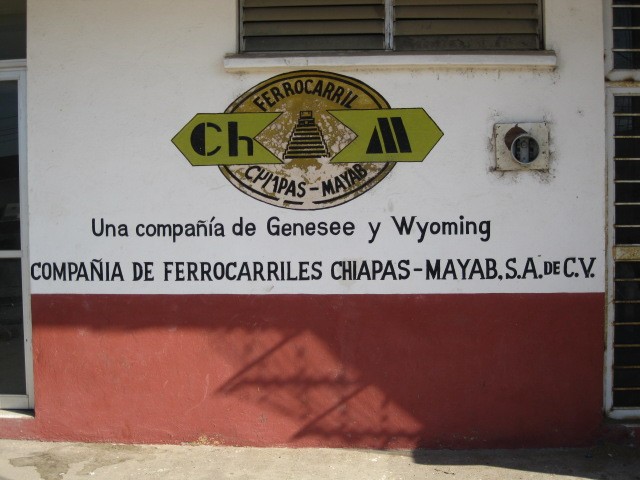 FERROCARRIL
Ch M
CHIAPAS-MAYAB
Una compañía de Genesee y Wyoming
COMPAÑIA DE FERROCARRILES CHIAPAS-MAYAB, S.A. DE C.V.